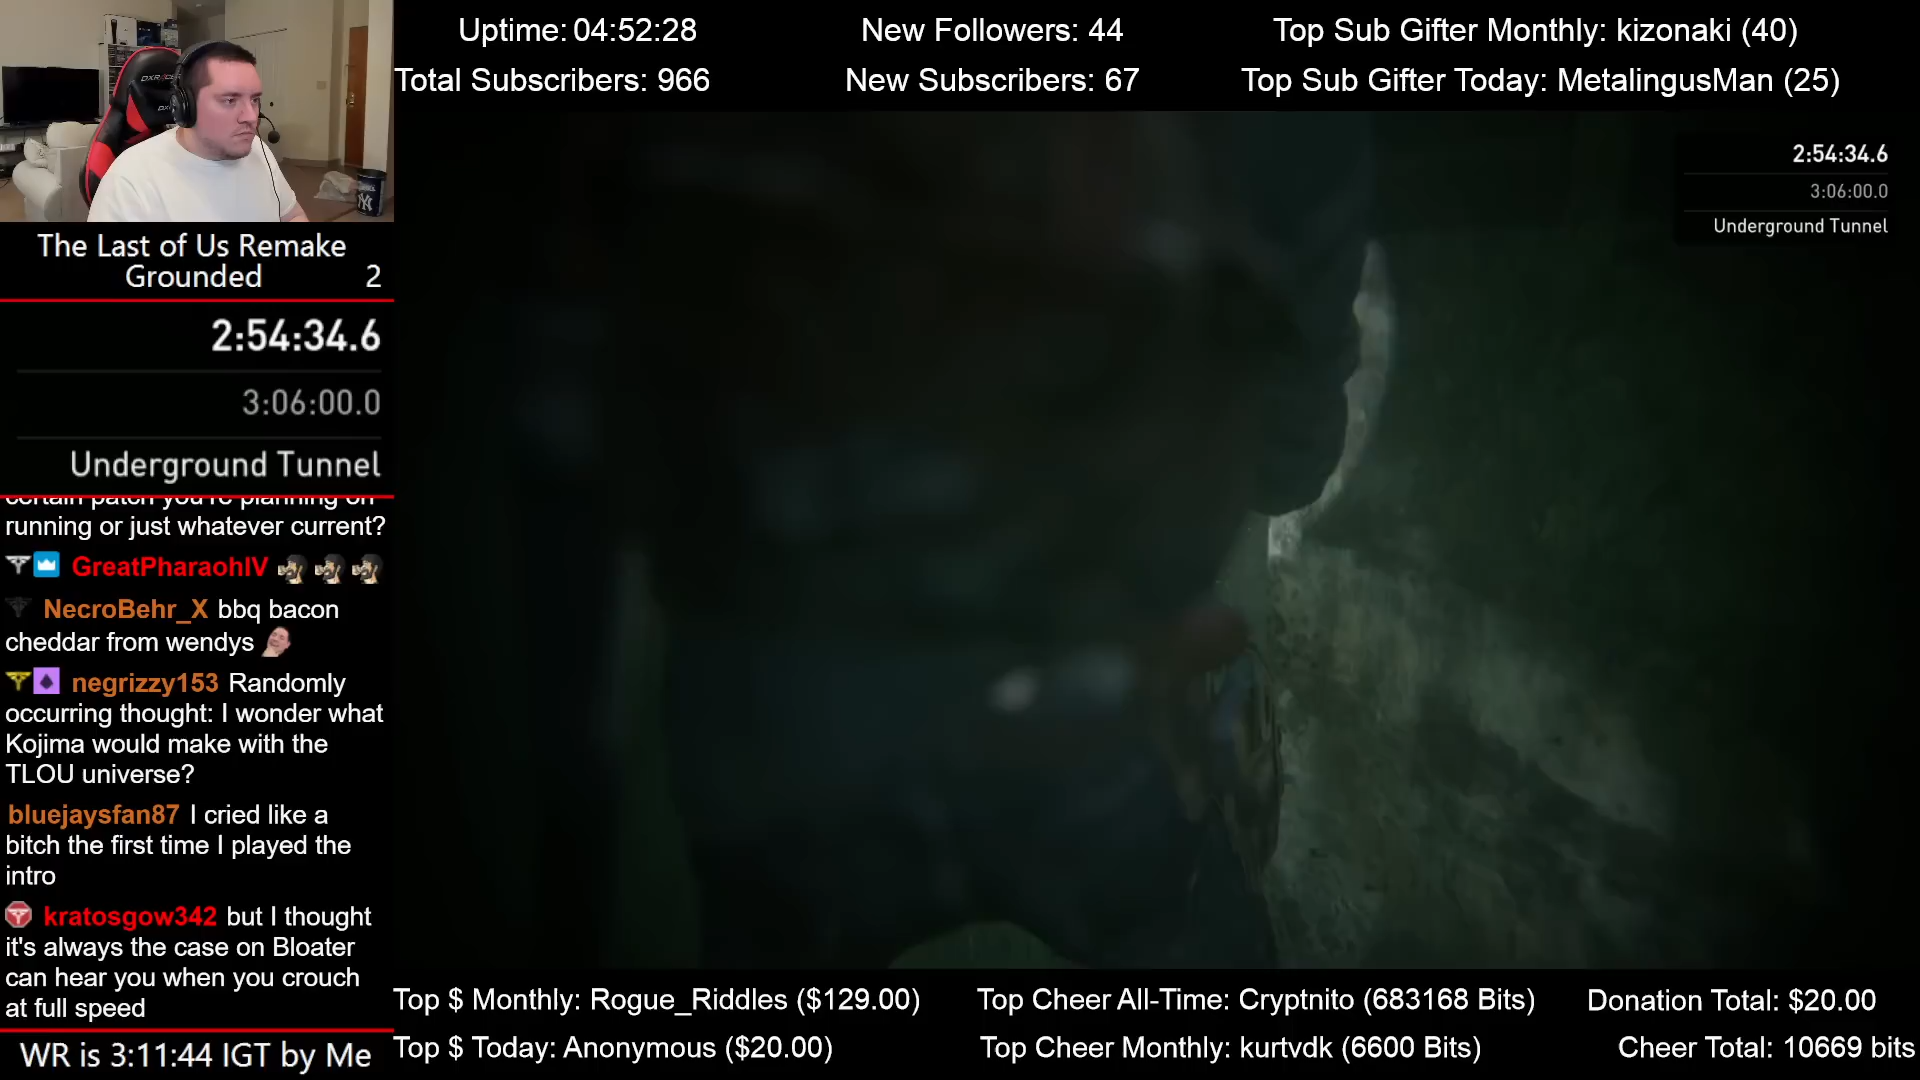 Uptime: 04:52:28
New Followers: 44
Top Sub Gifter Monthly: kizonaki (40)
Total Subscribers: 966
New Subscribers: 67
Top Sub Gifter Today: MetalingusMan (25)
2:54:34.6
3:06:00.0
Underground Tunnel
The Last of Us Remake
Grounded 2
2:54:34.6
3:06:00.0
Underground Tunnel
certain patch you're planning on
running or just whatever current?
GreatPharaohIV
NecroBehr_X bbq bacon
cheddar from wendys
negrizzy153 Randomly
occurring thought: I wonder what
Kojima would make with the
TLOU universe?
bluejaysfan87 I cried like a
bitch the first time I played the
intro
kratosgow342 but I thought
it's always the case on Bloater
can hear you when you crouch
at full speed
WR is 3:11:44 IGT by Me
Top $ Monthly: Rogue_Riddles ($129.00)
Top Cheer All-Time: Cryptnito (683168 Bits)
Donation Total: $20.00
Top $ Today: Anonymous ($20.00)
Top Cheer Monthly: kurtvdk (6600 Bits)
Cheer Total: 10669 bits